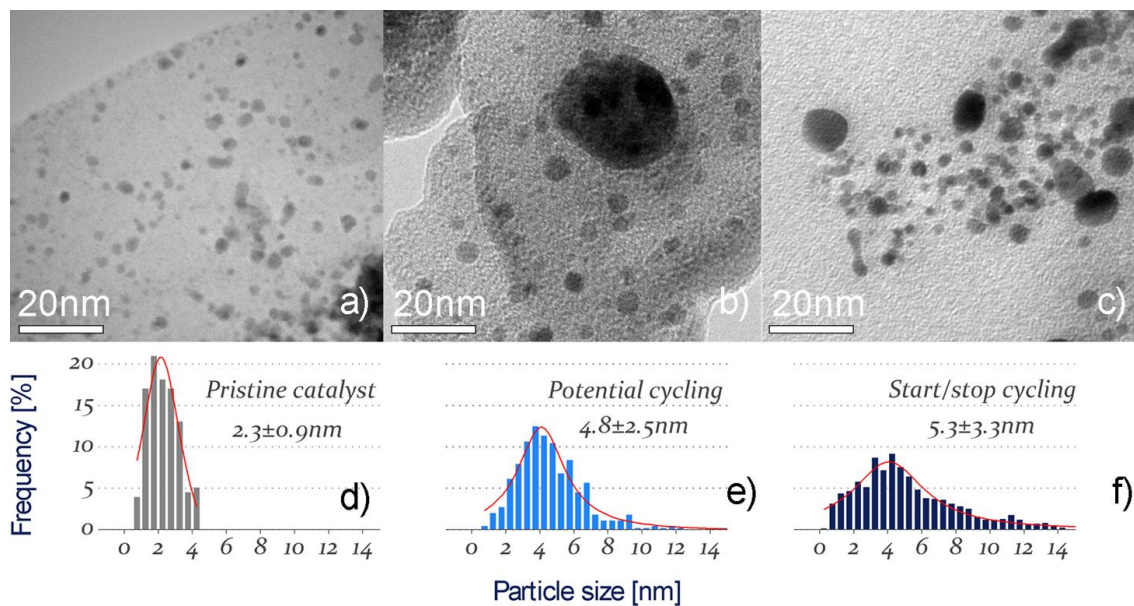 20nm
a)
20nm
b)
20nm
c)
Frequency [%]
20
15
10
5
0
Pristine catalyst
2.3±0.9nm
d)
0 2 4 6 8 10 12 14
Potential cycling
4.8±2.5nm
e)
0 2 4 6 8 10 12 14
Start/stop cycling
5.3±3.3nm
f)
0 2 4 6 8 10 12 14
Particle size [nm]